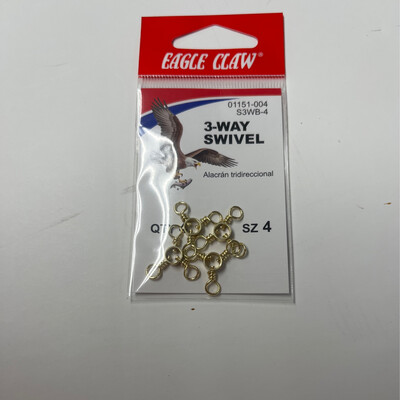 EAGLE CLAW®
01151-004
S3WB-4
3-WAY
SWIVEL
Alacrán tridireccional
SZ 4